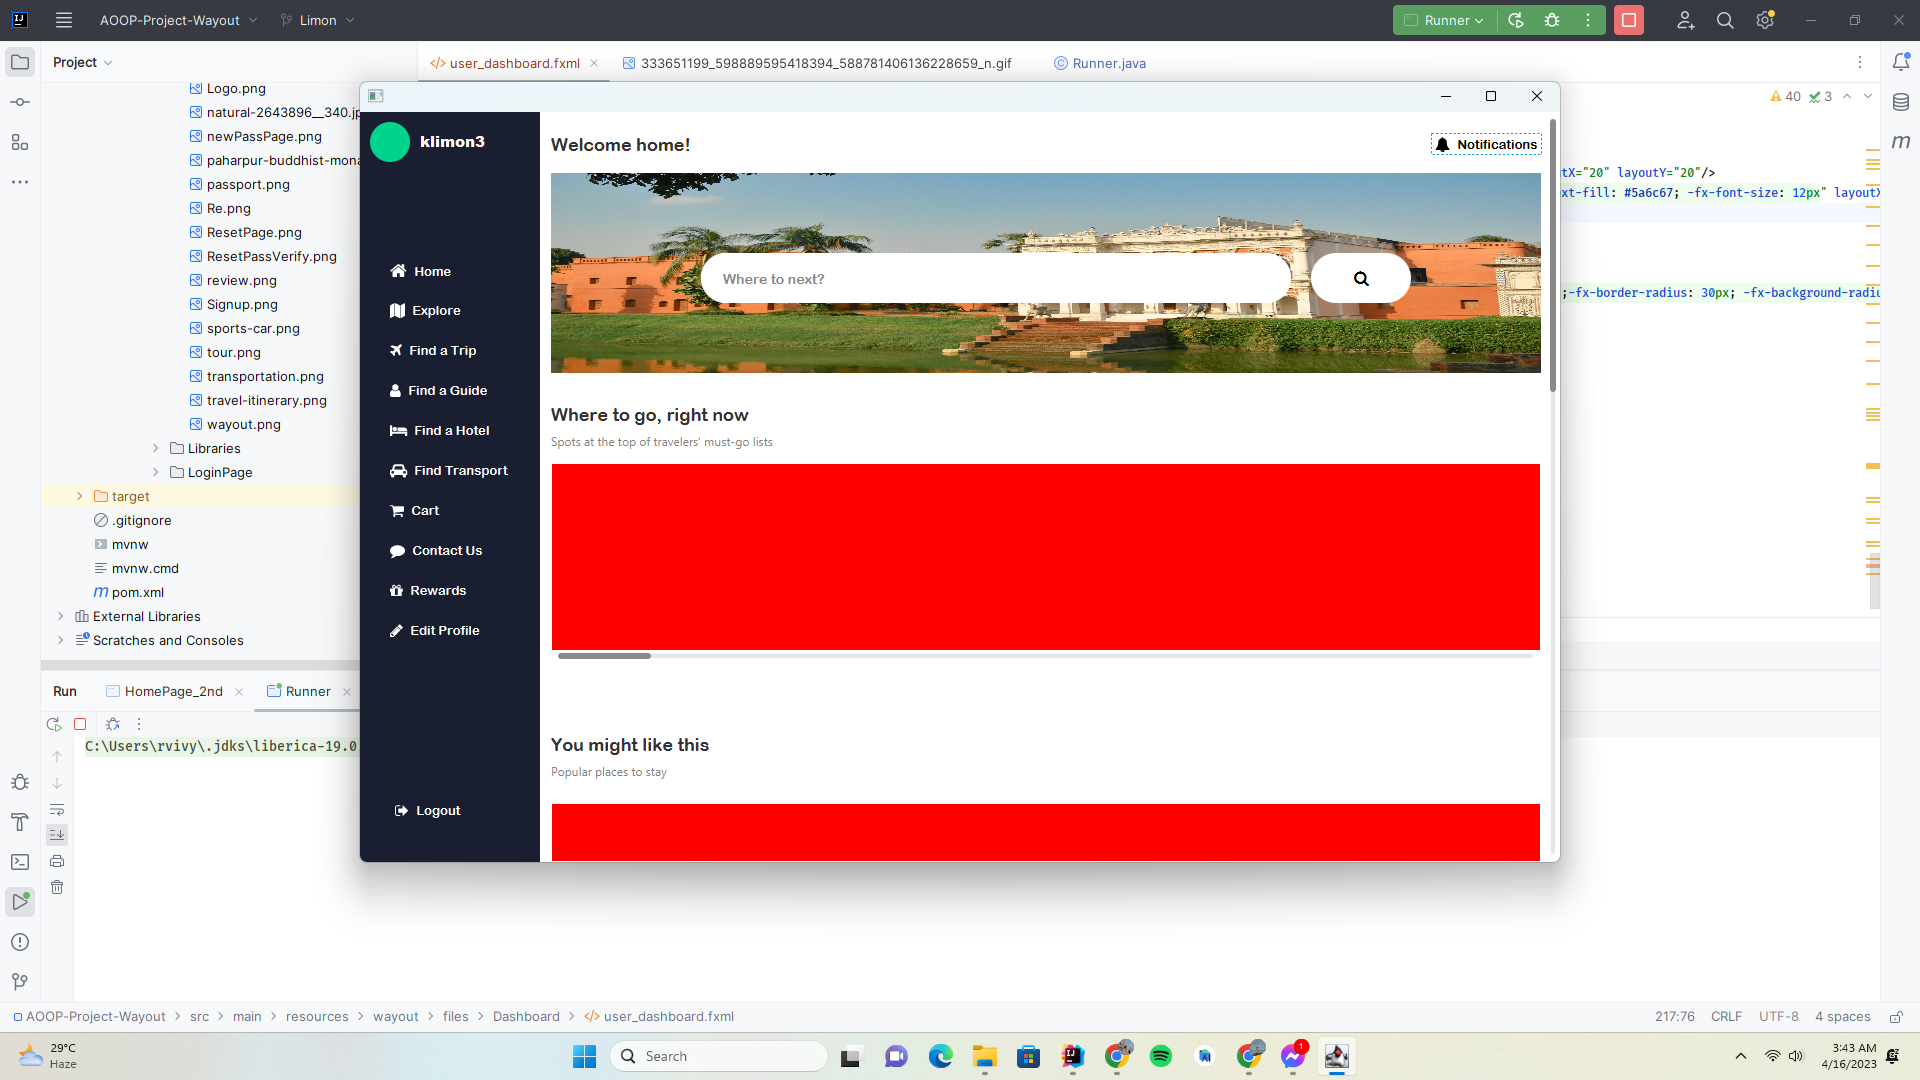 AOOP-Project-Wayout
Limon
Runner
Project
user_dashboard.fxml
333651199_598889595418394_588781406136228659_n.gif
Runner.java
40
3
Logo.png
natural-2643896__340.jp
newPassPage.png
paharpur-buddhist-mona
passport.png
Re.png
ResetPage.png
ResetPassVerify.png
review.png
Signup.png
sports-car.png
tour.png
transportation.png
travel-itinerary.png
wayout.png
Libraries
LoginPage
target
.gitignore
mvnw
mvnw.cmd
pom.xml
External Libraries
Scratches and Consoles
klimon3
Home
Explore
Find a Trip
Find a Guide
Find a Hotel
Find Transport
Cart
Contact Us
Rewards
Edit Profile
Logout
Welcome home!
Notifications
Where to next?
Where to go, right now
Spots at the top of travelers' must-go lists
You might like this
Popular places to stay
tX="20" layoutY="20"/>
xt-fill: #5a6c67; -fx-font-size: 12px" layoutX
;-fx-border-radius: 30px; -fx-background-radiu
Run
HomePage_2nd
Runner
C:\Users\rvivy\.jdks\liberica-19.0
AOOP-Project-Wayout > src > main > resources > wayout > files > Dashboard > user_dashboard.fxml
217:76
CRLF
UTF-8
4 spaces
29°C
Haze
Search
1
3:43 AM
4/16/2023